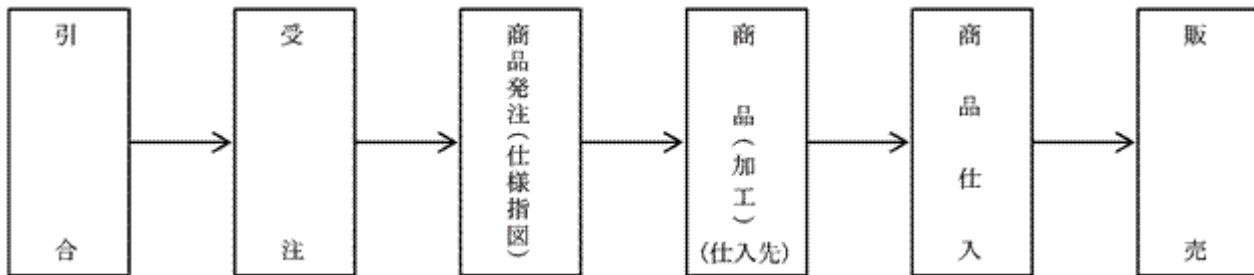 引合
受注
商品発注(仕様指図)
商品(加工)
(仕入先)
商品仕入
販売